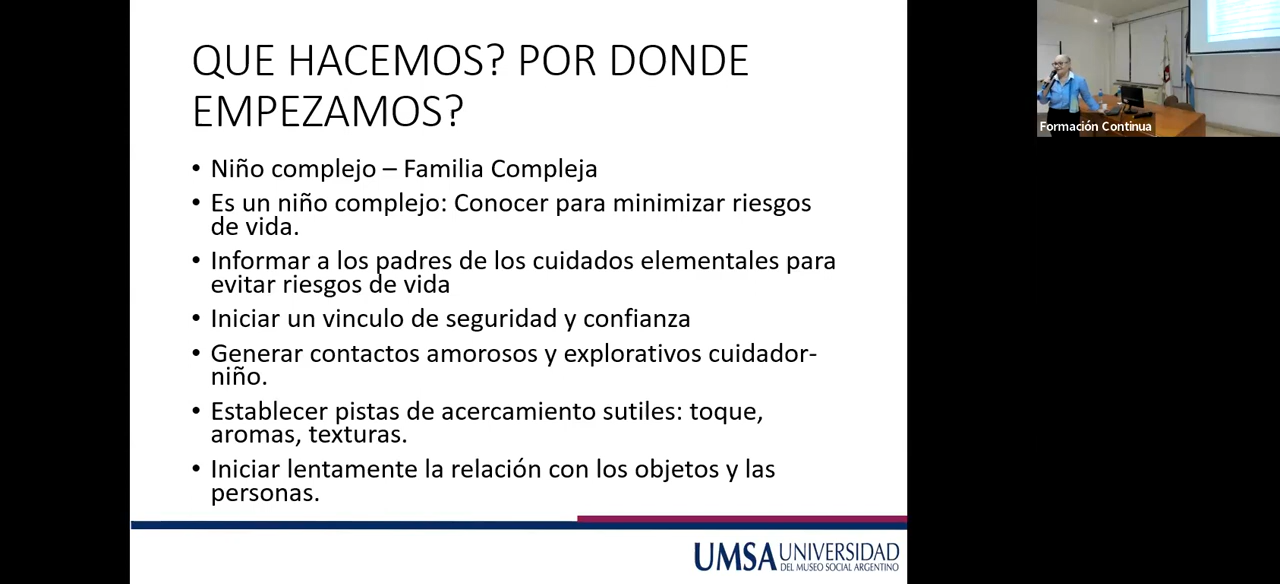 QUE HACEMOS? POR DONDE
EMPEZAMOS?
• Niño complejo – Familia Compleja
• Es un niño complejo: Conocer para minimizar riesgos
de vida.
• Informar a los padres de los cuidados elementales para
evitar riesgos de vida
• Iniciar un vinculo de seguridad y confianza
• Generar contactos amorosos y explorativos cuidador-
niño.
• Establecer pistas de acercamiento sutiles: toque,
aromas, texturas.
• Iniciar lentamente la relación con los objetos y las
personas.
UMSA UNIVERSIDAD
DEL MUSEO SOCIAL ARGENTINO
Formación Continua